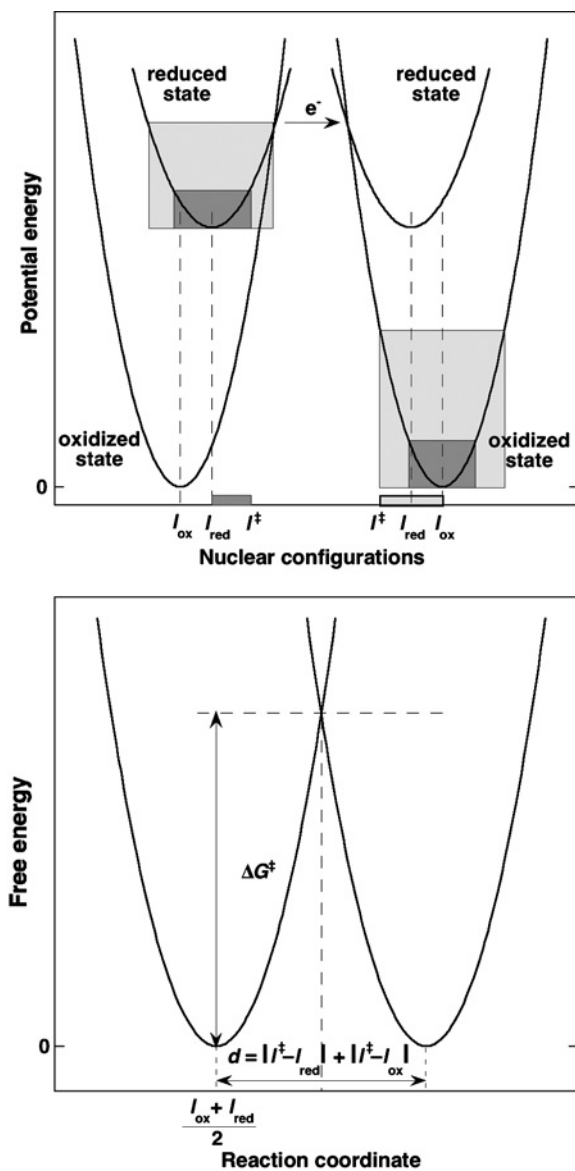 reduced
state
reduced
state
e⁻
Potential energy
oxidized
state
oxidized
state
0
l_ox l_red l‡ l‡ l_red l_ox
Nuclear configurations
Free energy
ΔG‡
0
d = |l‡–l_red| + |l‡–l_ox|
l_ox + l_red
2
Reaction coordinate